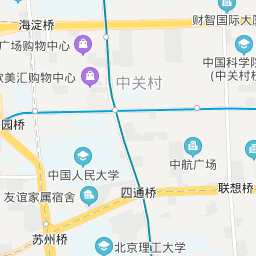 海淀桥
财智国际大厦
广场购物中心
中国科学院
(中关村校
欧美汇购物中心
中关村
园桥
中航广场
中国人民大学
友谊家属宿舍
四通桥
联想桥
苏州桥
北京理工大学